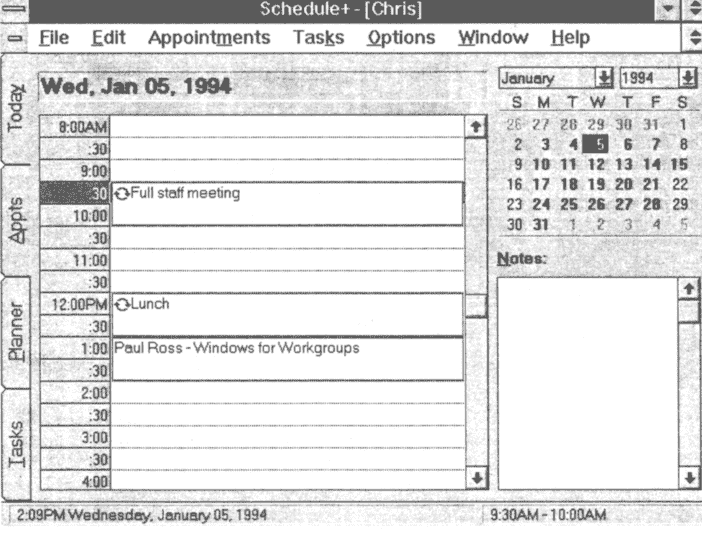 Schedule+ - [Chris]
File Edit Appointments Tasks Options Window Help
Today
Appts
Planner
Tasks
Wed, Jan 05, 1994
8:00AM
:30
9:00
:30 Full staff meeting
10:00
:30
11:00
:30
12:00PM Lunch
:30
1:00 Paul Ross - Windows for Workgroups
:30
2:00
:30
3:00
:30
4:00
January 1994
S M T W T F S
26 27 28 29 30 31 1
2 3 4 5 6 7 8
9 10 11 12 13 14 15
16 17 18 19 20 21 22
23 24 25 26 27 28 29
30 31 1 2 3 4 5
Notes:
2:09PM Wednesday, January 05, 1994
9:30AM - 10:00AM